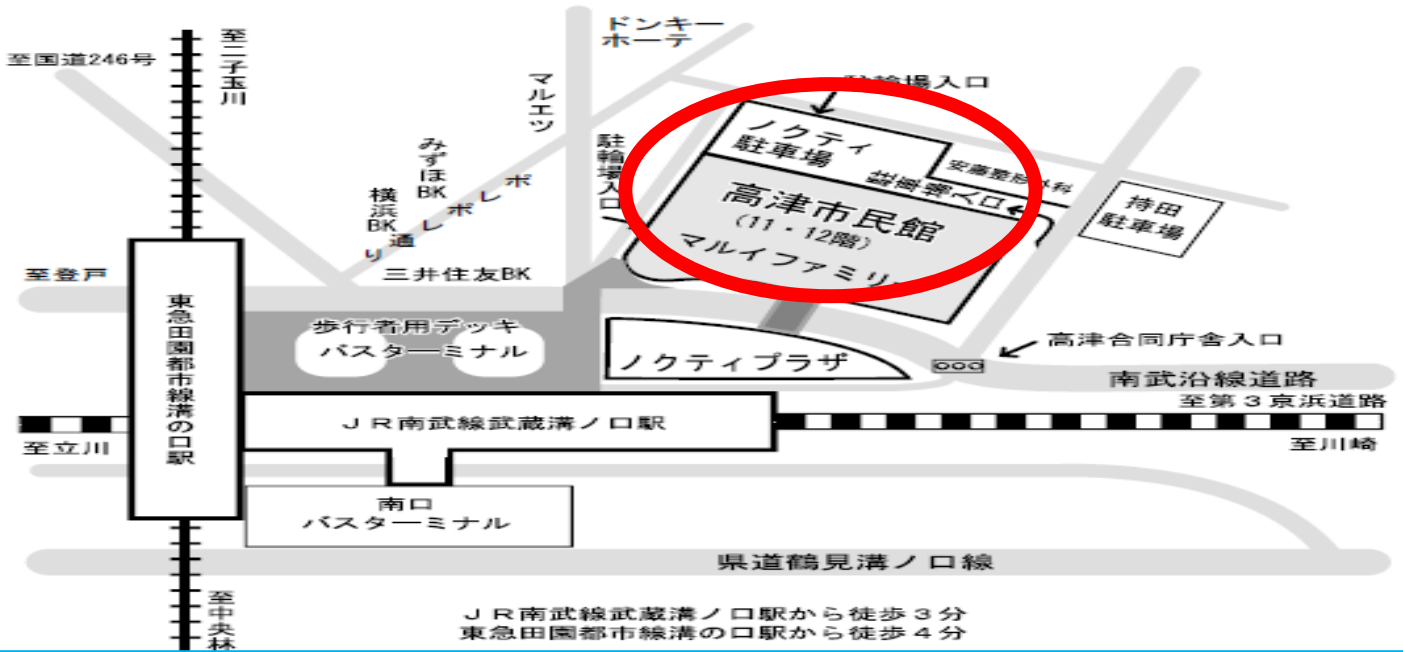 至国道246号
至二子玉川
ドンキー
ホーテ
マルエツ
みずほ
BK
横浜
BK
ポレポレ通り
三井住友BK
至登戸
駐輪場入口
駐輪場入口
ノクティ
駐車場
安藤整形外科
駐車場入口
高津市民館
(11・12階)
マルイファミリー
持田
駐車場
東急田園都市線溝の口駅
歩行者用デッキ
バスターミナル
ノクティプラザ
高津合同庁舎入口
南武沿線道路
至第3京浜道路
JR南武線武蔵溝ノ口駅
至立川
至川崎
南口
バスターミナル
県道鶴見溝ノ口線
至中央林
JR南武線武蔵溝ノ口駅から徒歩3分
東急田園都市線溝の口駅から徒歩4分